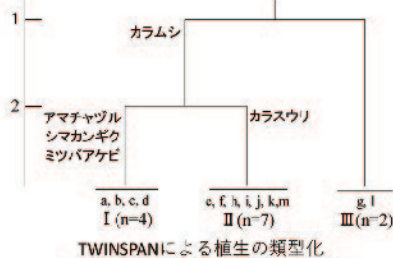 1
カラムシ
2
アマチャヅル
シマカンギク
ミツバアケビ
カラスウリ
a, b, c, d
e, f, h, i, j, k,m
g, l
Ⅰ(n=4)
Ⅱ(n=7)
Ⅲ(n=2)
TWINSPANによる植生の類型化